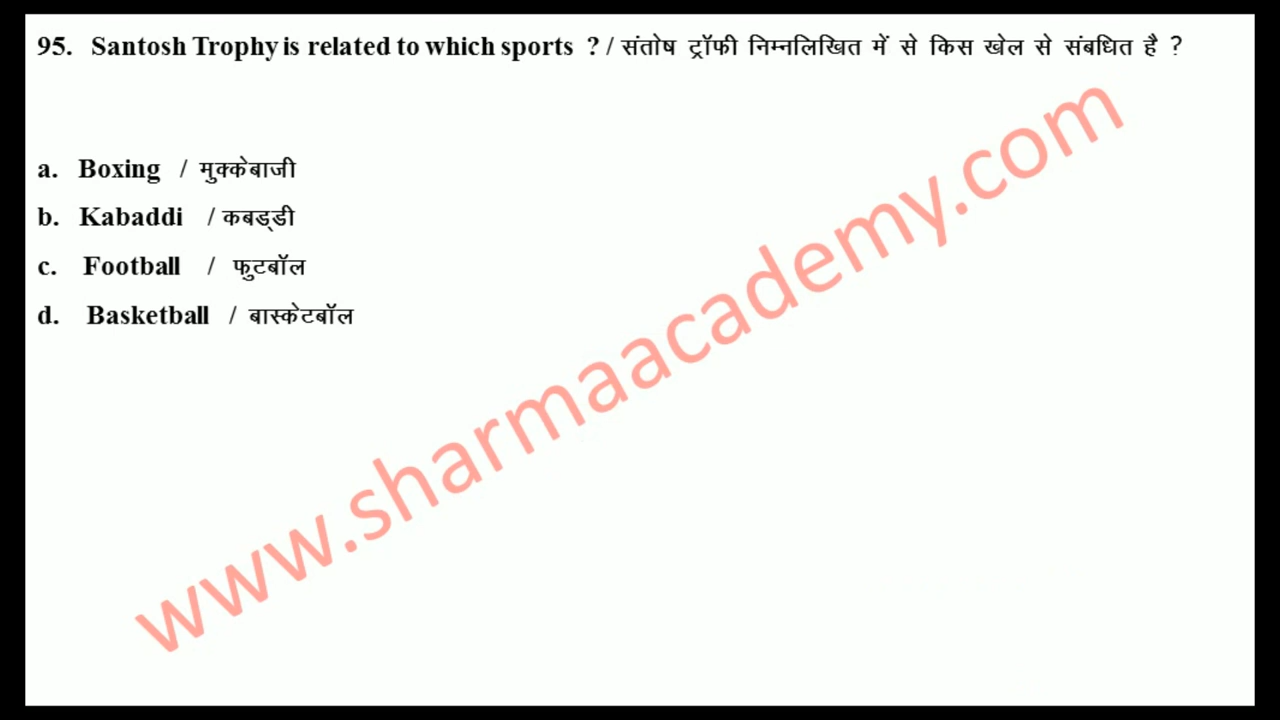 95. Santosh Trophy is related to which sports ? / संतोष ट्रॉफी निम्नलिखित में से किस खेल से संबधित है ?
a. Boxing / मुक्केबाजी
b. Kabaddi / कबड्डी
c. Football / फुटबॉल
d. Basketball / बास्केटबॉल
www.sharmaacademy.com